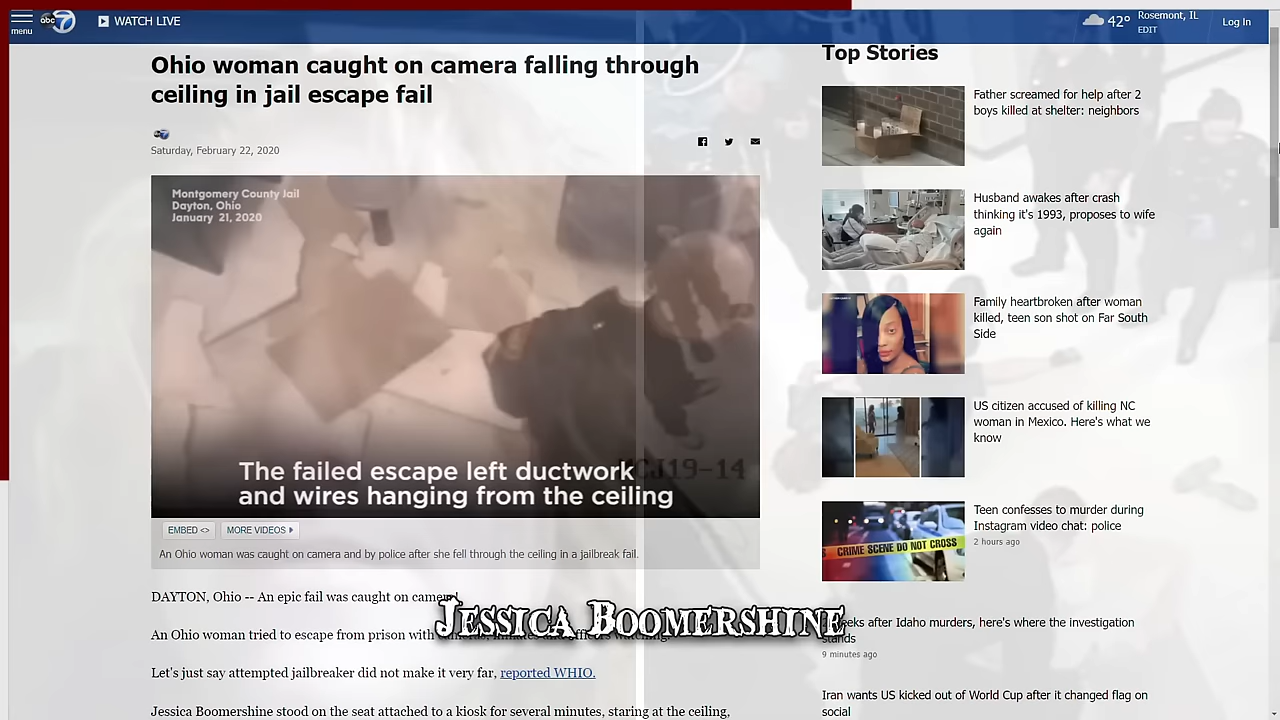 menu
abc 7
WATCH LIVE
42°
Rosemont, IL
EDIT
Log In
Ohio woman caught on camera falling through
ceiling in jail escape fail
Saturday, February 22, 2020
Montgomery County Jail
Dayton, Ohio
January 21, 2020
CJ19-14
The failed escape left ductwork
and wires hanging from the ceiling
EMBED <>
MORE VIDEOS
An Ohio woman was caught on camera and by police after she fell through the ceiling in a jailbreak fail.
DAYTON, Ohio -- An epic fail was caught on camera!
An Ohio woman tried to escape from prison with
Let's just say attempted jailbreaker did not make it very far, reported WHIO.
Jessica Boomershine stood on the seat attached to a kiosk for several minutes, staring at the ceiling,
Jessica Boomershine
Top Stories
Father screamed for help after 2
boys killed at shelter: neighbors
Husband awakes after crash
thinking it's 1993, proposes to wife
again
Family heartbroken after woman
killed, teen son shot on Far South
Side
US citizen accused of killing NC
woman in Mexico. Here's what we
know
CRIME SCENE DO NOT CROSS
Teen confesses to murder during
Instagram video chat: police
2 hours ago
after Idaho murders, here's where the investigation
stands
9 minutes ago
Iran wants US kicked out of World Cup after it changed flag on
social